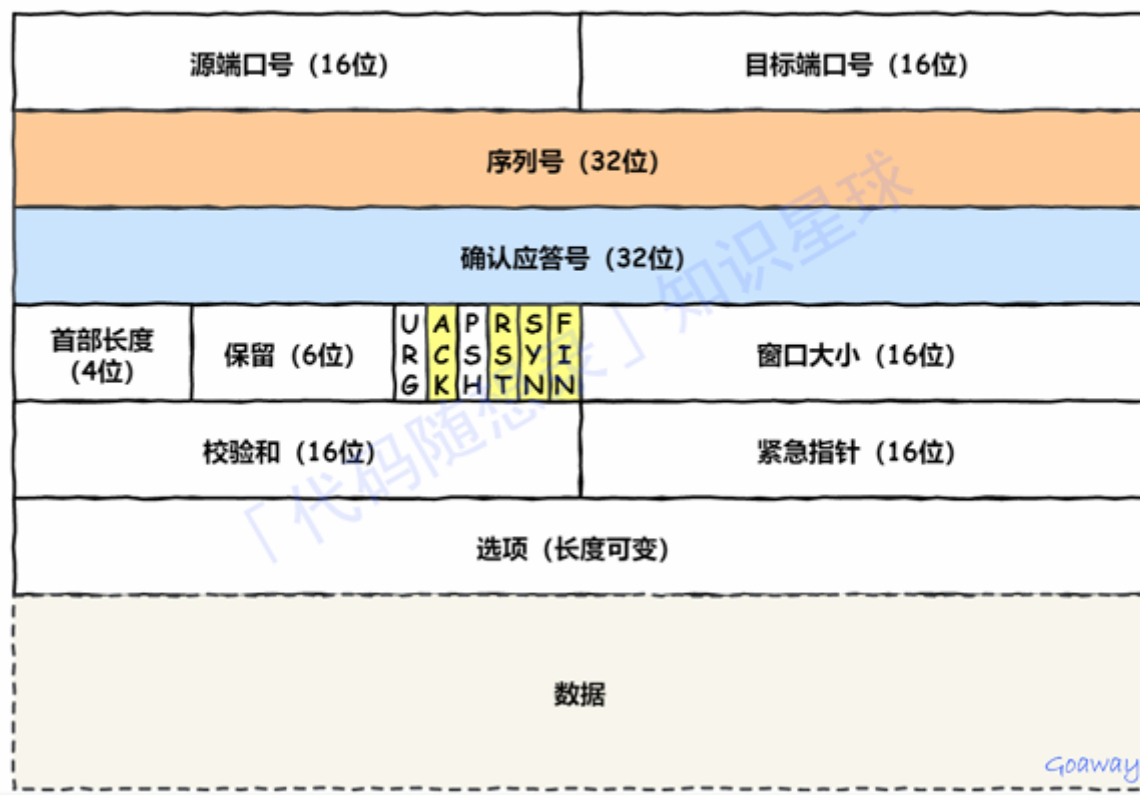 源端口号（16位）
目标端口号（16位）
序列号（32位）
确认应答号（32位）
首部长度
(4位)
保留（6位）
URG
ACK
PSH
RST
SYN
FIN
窗口大小（16位）
校验和（16位）
紧急指针（16位）
选项（长度可变）
数据
「代码随想录」知识星球
Goaway